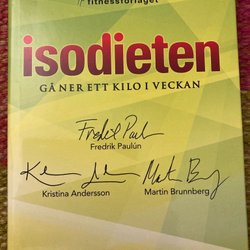 fitnessförlaget
isodieten
GÅ NER ETT KILO I VECKAN
Fredrik Paulún
Kristina Andersson
Martin Brunnberg